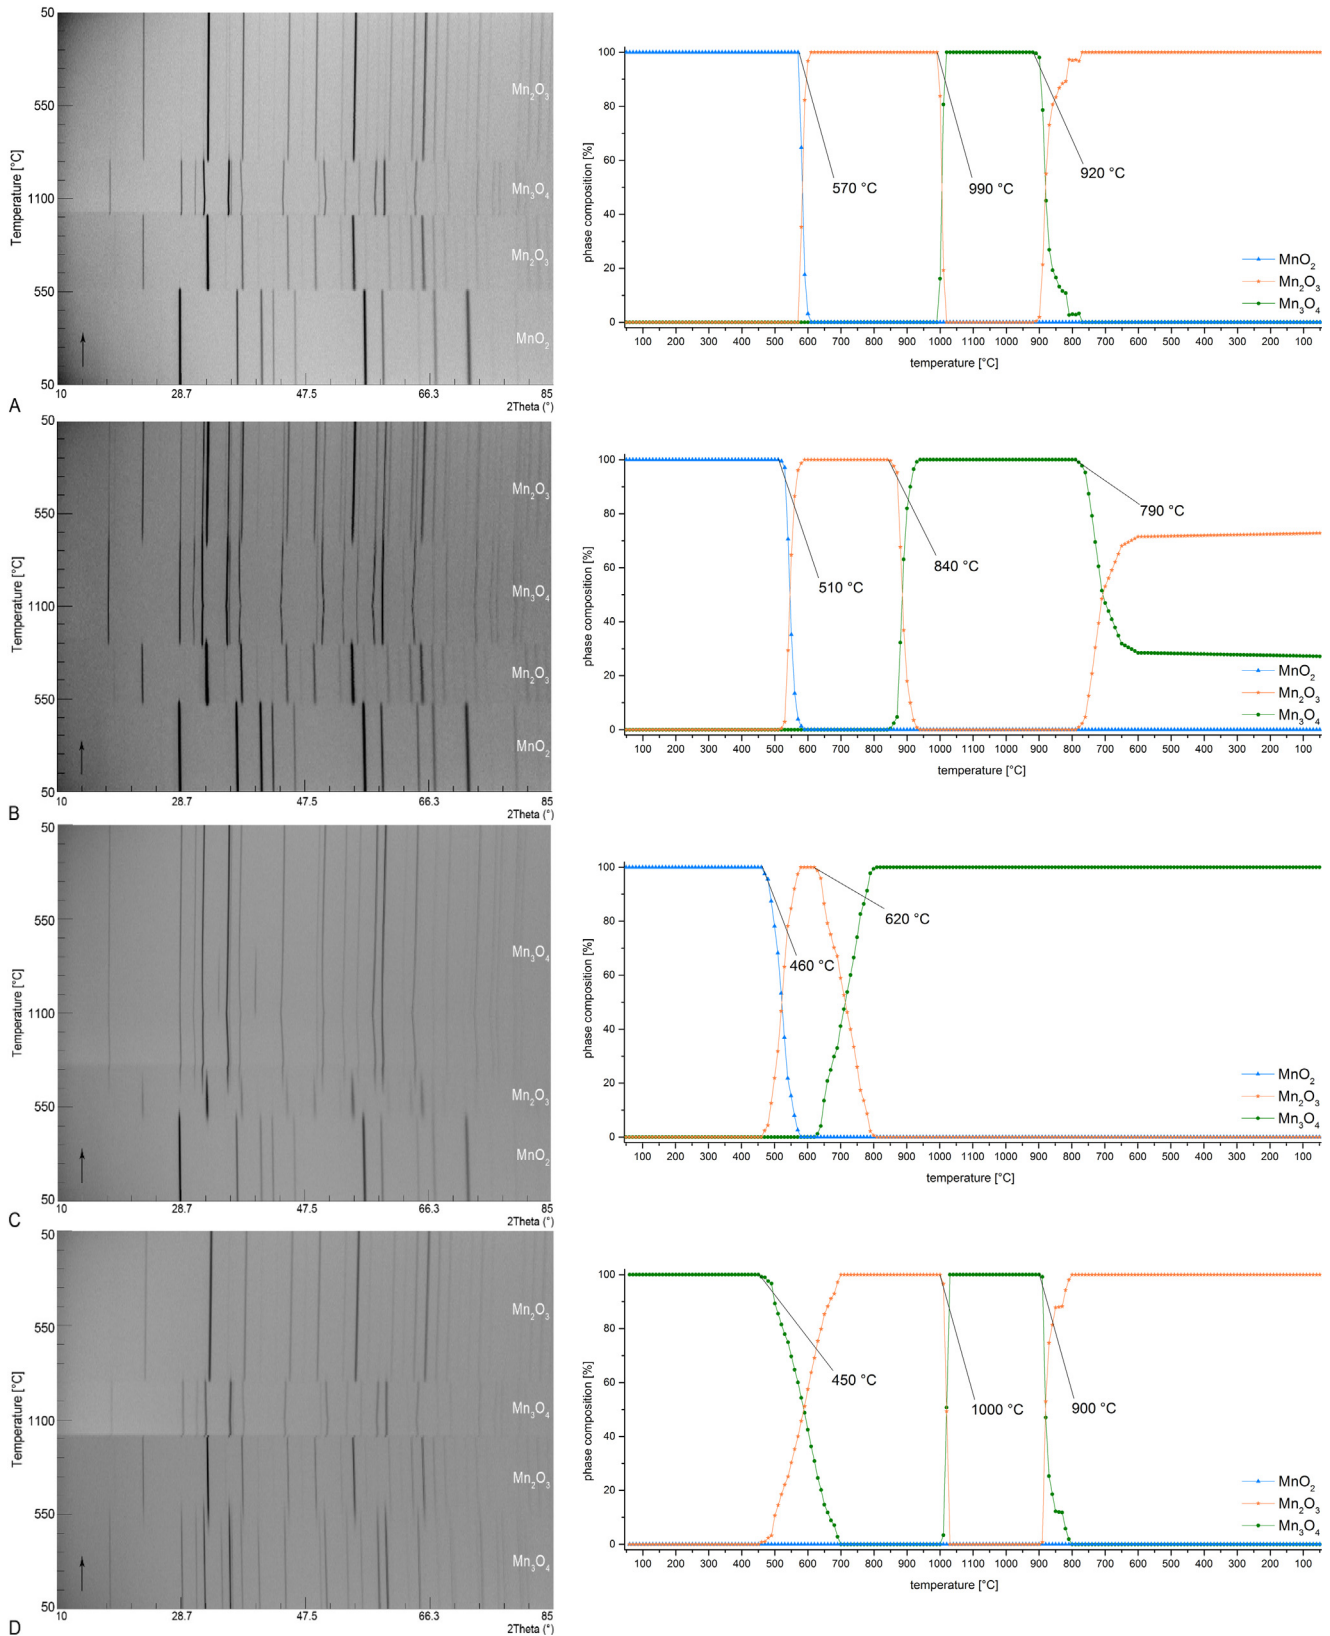 50
550
1100
550
50
Temperature [°C]
Mn2O3
Mn3O4
Mn2O3
MnO2
10 28.7 47.5 66.3 85
2Theta (°)
A
100
80
60
40
20
0
phase composition [%]
570 °C
990 °C
920 °C
MnO2
Mn2O3
Mn3O4
100 200 300 400 500 600 700 800 900 1000 1100 1000 900 800 700 600 500 400 300 200 100
temperature [°C]
50
550
1100
550
50
Temperature [°C]
Mn2O3
Mn3O4
Mn2O3
MnO2
10 28.7 47.5 66.3 85
2Theta (°)
B
100
80
60
40
20
0
phase composition [%]
510 °C
840 °C
790 °C
MnO2
Mn2O3
Mn3O4
100 200 300 400 500 600 700 800 900 1000 1100 1000 900 800 700 600 500 400 300 200 100
temperature [°C]
50
550
1100
550
50
Temperature [°C]
Mn3O4
Mn2O3
MnO2
10 28.7 47.5 66.3 85
2Theta (°)
C
100
80
60
40
20
0
phase composition [%]
460 °C
620 °C
MnO2
Mn2O3
Mn3O4
100 200 300 400 500 600 700 800 900 1000 1100 1000 900 800 700 600 500 400 300 200 100
temperature [°C]
50
550
1100
550
50
Temperature [°C]
Mn2O3
Mn3O4
Mn2O3
Mn3O4
10 28.7 47.5 66.3 85
2Theta (°)
D
100
80
60
40
20
0
phase composition [%]
450 °C
1000 °C
900 °C
MnO2
Mn2O3
Mn3O4
100 200 300 400 500 600 700 800 900 1000 1100 1000 900 800 700 600 500 400 300 200 100
temperature [°C]